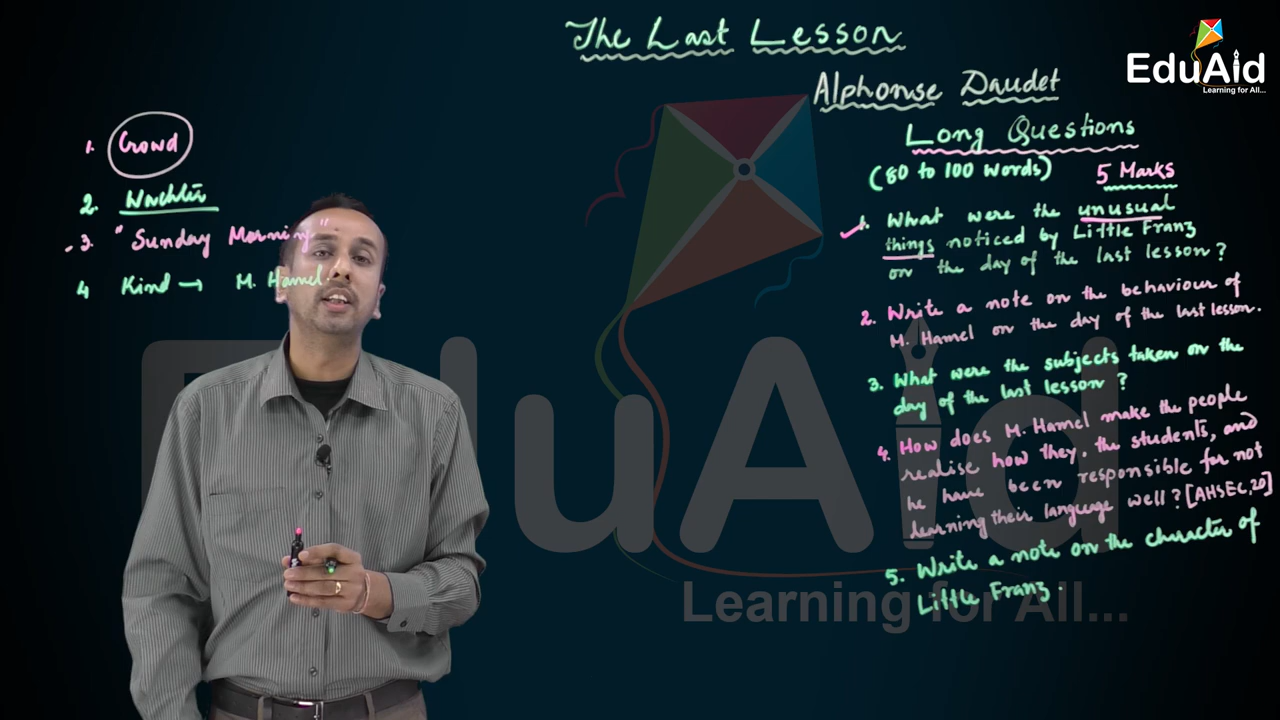 The Last Lesson
Alphonse Daudet
EduAid
Learning for All...
1. Crowd
2. Wachter
3. "Sunday Morning"
4 Kind → M. Hamel
Long Questions
(80 to 100 words) 5 Marks
1. What were the unusual
things noticed by Little Franz
on the day of the last lesson?
2. Write a note on the behaviour of
M. Hamel on the day of the last lesson.
3. What were the subjects taken on the
day of the last lesson?
4. How does M. Hamel make the people
realise how they, the students, and
he have been responsible for not
learning their language well? [AHSEC, 20]
5. Write a note on the character of
Little Franz.
EduAid
Learning for All...